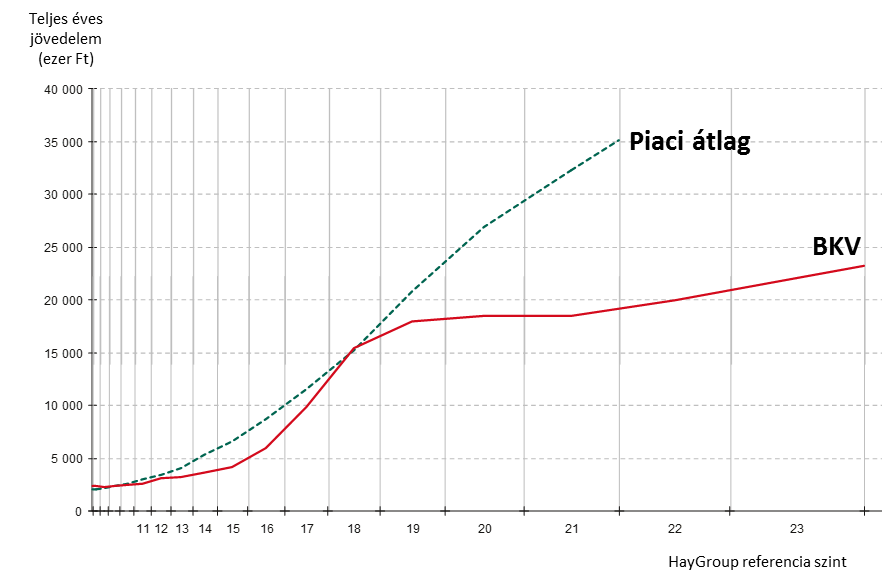 Teljes éves
jövedelem
(ezer Ft)
40 000
35 000
Piaci átlag
30 000
25 000
BKV
20 000
15 000
10 000
5 000
0
11 12 13 14 15 16 17 18 19 20 21 22 23
HayGroup referencia szint